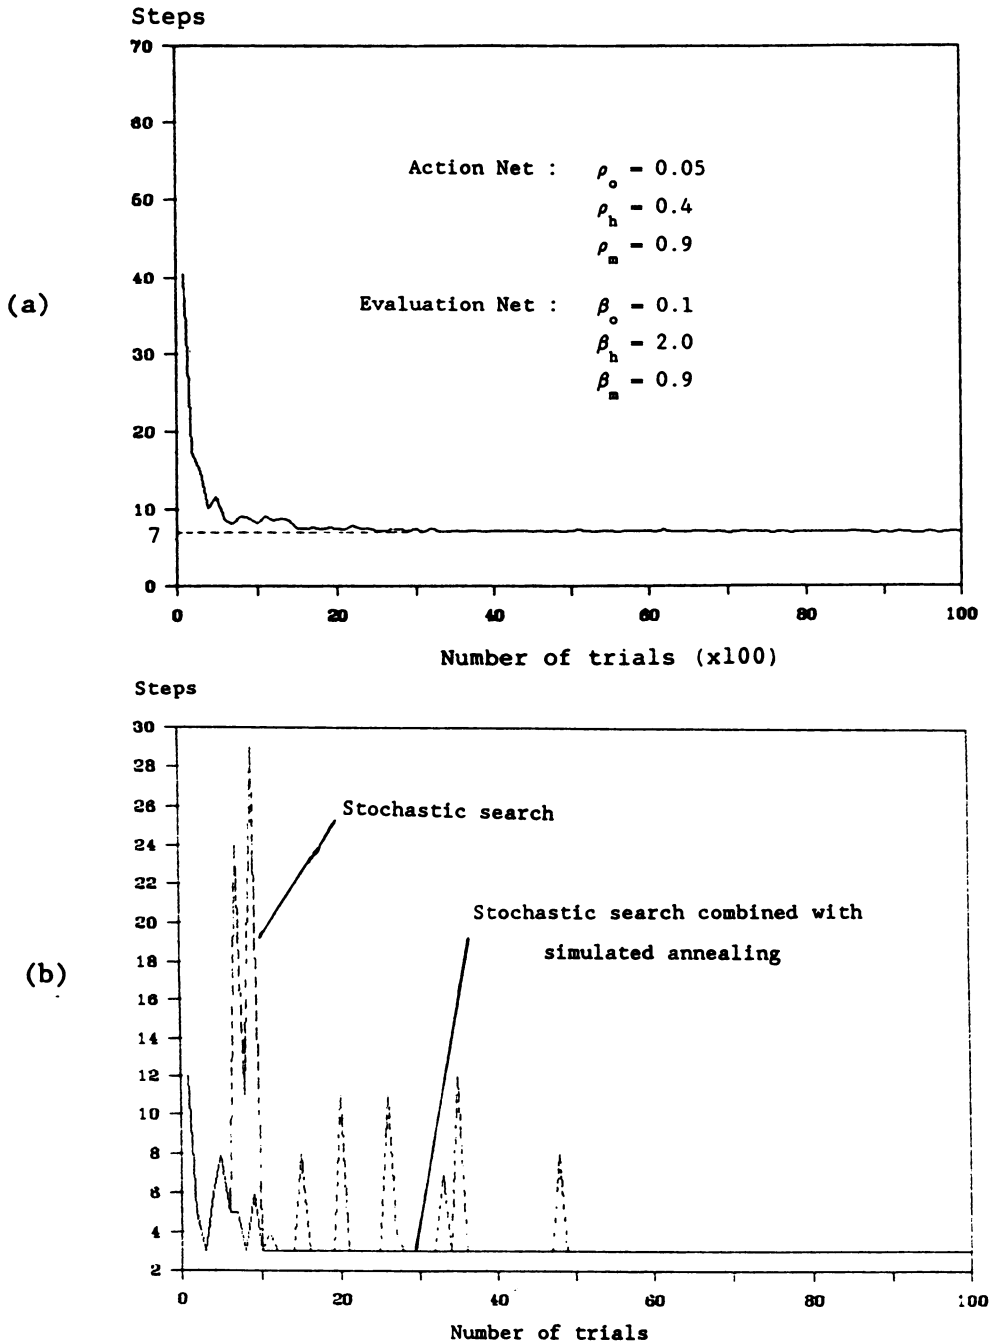 Steps
70
60
50
40
30
20
10
7
0
(a)
Action Net : ρo = 0.05
ρh = 0.4
ρm = 0.9
Evaluation Net : βo = 0.1
βh = 2.0
βm = 0.9
0 20 40 60 80 100
Number of trials (x100)
Steps
30
28
26
24
22
20
18
16
14
12
10
8
6
4
2
(b)
Stochastic search
Stochastic search combined with
simulated annealing
0 20 40 60 80 100
Number of trials